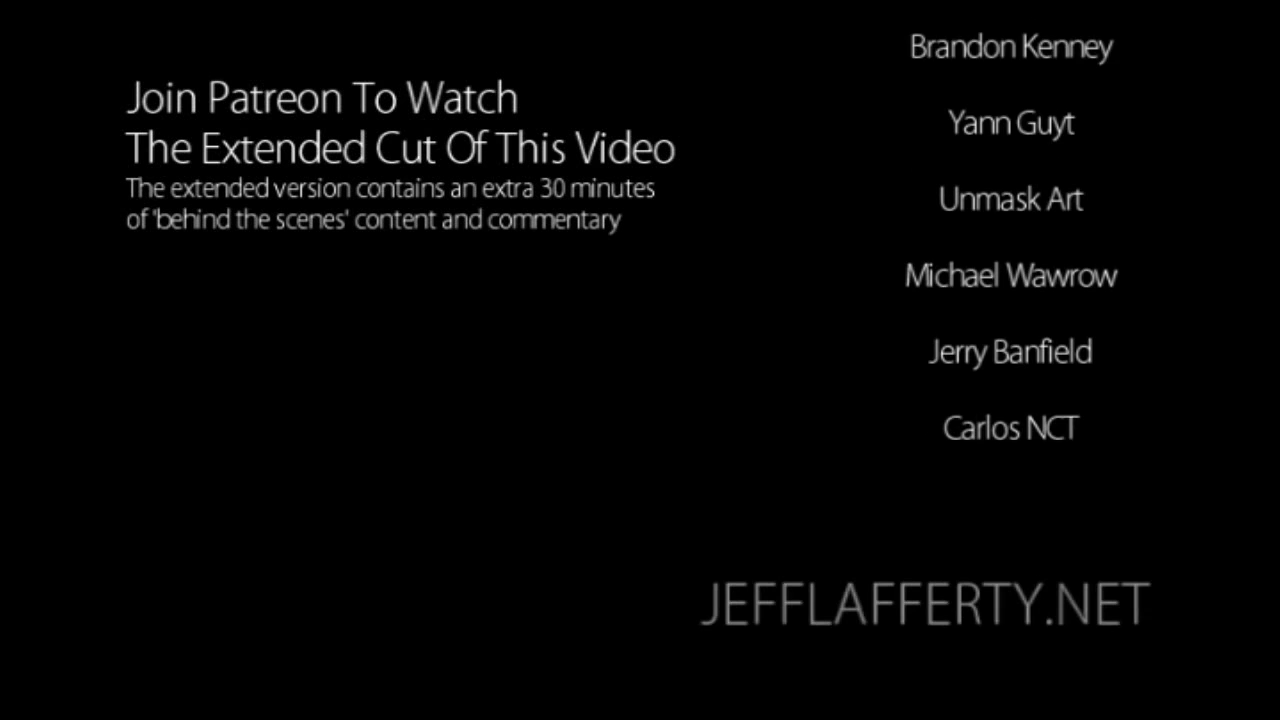 Join Patreon To Watch
The Extended Cut Of This Video
The extended version contains an extra 30 minutes
of 'behind the scenes' content and commentary
Brandon Kenney
Yann Guyt
Unmask Art
Michael Wawrow
Jerry Banfield
Carlos NCT
JEFFLAFFERTY.NET